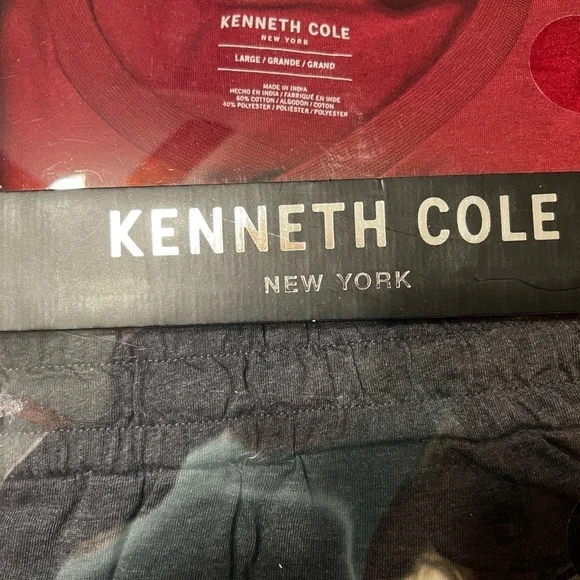 KENNETH COLE
NEW YORK
LARGE / GRANDE / GRAND
MADE IN INDIA
HECHO EN INDIA / FABRIQUÉ EN INDE
60% COTTON / ALGODÓN / COTON
40% POLYESTER / POLIÉSTER / POLYESTER
KENNETH COLE
NEW YORK